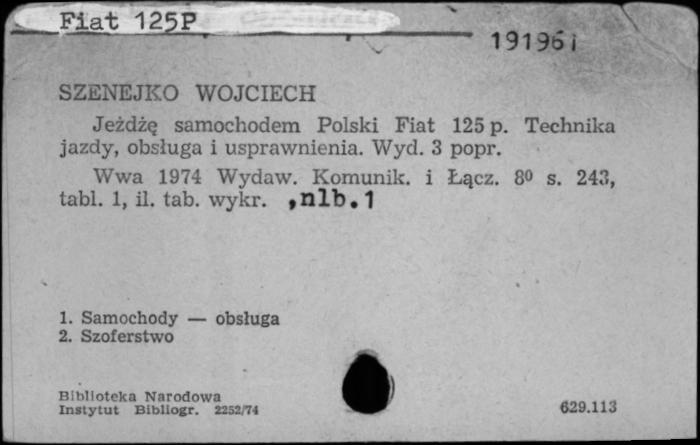 Fiat 125P
191961
SZENEJKO WOJCIECH
Jeżdżę samochodem Polski Fiat 125 p. Technika
jazdy, obsługa i usprawnienia. Wyd. 3 popr.
Wwa 1974 Wydaw. Komunik. i Łącz. 8⁰ s. 243,
tabl. 1, il. tab. wykr. ,nlb.1
1. Samochody — obsługa
2. Szoferstwo
Biblioteka Narodowa
Instytut Bibliogr. 2252/74
629.113